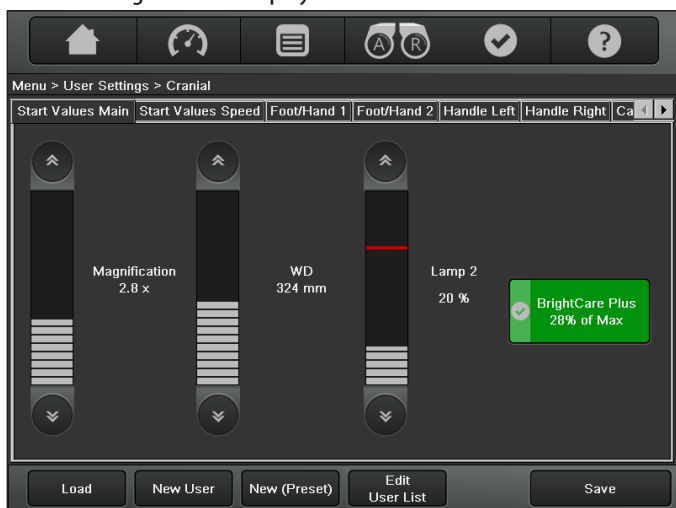 A R ?
Menu > User Settings > Cranial
Start Values Main Start Values Speed Foot/Hand 1 Foot/Hand 2 Handle Left Handle Right Ca
Magnification
2.8 x
WD
324 mm
Lamp 2
20 %
BrightCare Plus
28% of Max
Load New User New (Preset) Edit
User List Save